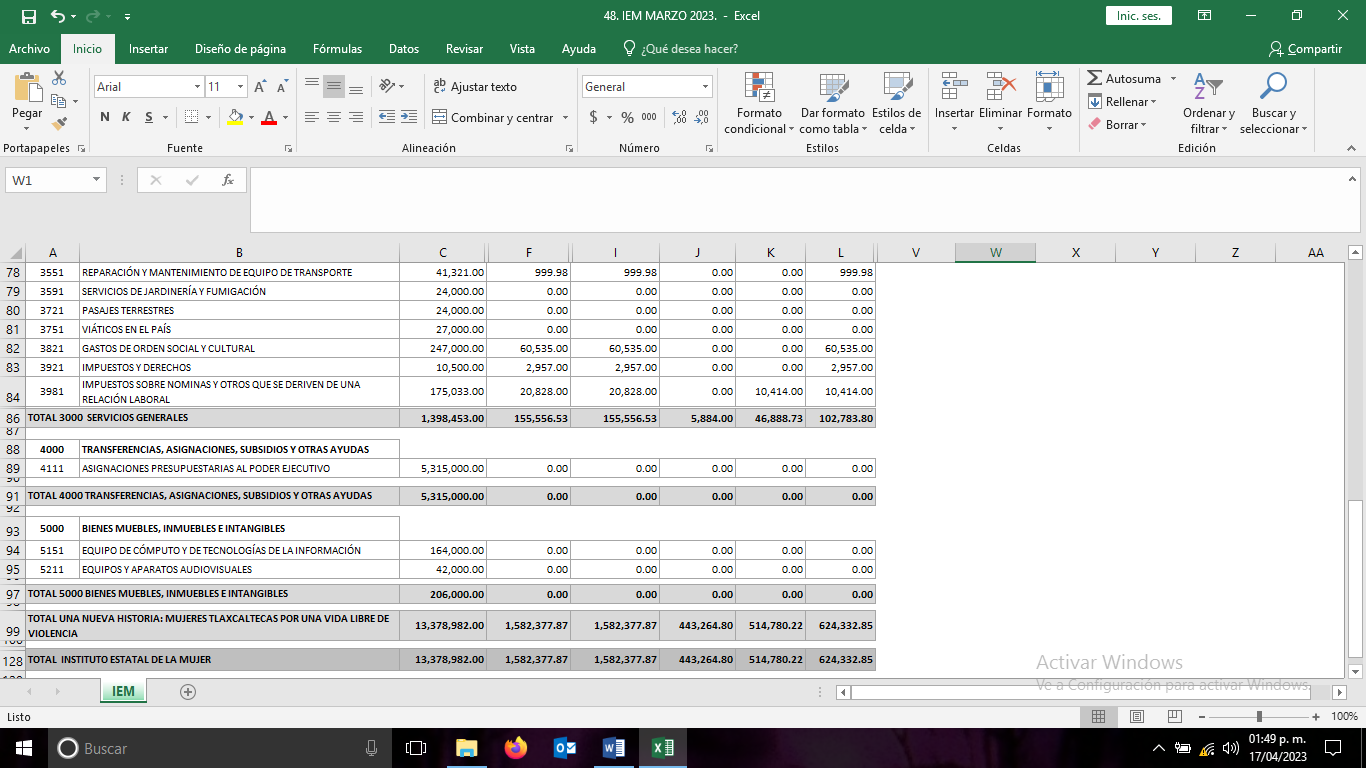 48. IEM MARZO 2023. - Excel
Inic. ses.
Archivo Inicio Insertar Diseño de página Fórmulas Datos Revisar Vista Ayuda ¿Qué desea hacer? Compartir
Pegar
Arial 11
N K S
ab Ajustar texto
Combinar y centrar
General
$ % 000
Formato condicional
Dar formato como tabla
Estilos de celda
Insertar Eliminar Formato
Autosuma
Rellenar
Borrar
Ordenar y filtrar
Buscar y seleccionar
Portapapeles Fuente Alineación Número Estilos Celdas Edición
W1 fx
A B C F I J K L V W X Y Z AA
78 3551 REPARACIÓN Y MANTENIMIENTO DE EQUIPO DE TRANSPORTE 41,321.00 999.98 999.98 0.00 0.00 999.98
79 3591 SERVICIOS DE JARDINERÍA Y FUMIGACIÓN 24,000.00 0.00 0.00 0.00 0.00 0.00
80 3721 PASAJES TERRESTRES 24,000.00 0.00 0.00 0.00 0.00 0.00
81 3751 VIÁTICOS EN EL PAÍS 27,000.00 0.00 0.00 0.00 0.00 0.00
82 3821 GASTOS DE ORDEN SOCIAL Y CULTURAL 247,000.00 60,535.00 60,535.00 0.00 0.00 60,535.00
83 3921 IMPUESTOS Y DERECHOS 10,500.00 2,957.00 2,957.00 0.00 0.00 2,957.00
84 3981 IMPUESTOS SOBRE NOMINAS Y OTROS QUE SE DERIVEN DE UNA
RELACIÓN LABORAL 175,033.00 20,828.00 20,828.00 0.00 10,414.00 10,414.00
86 TOTAL 3000 SERVICIOS GENERALES 1,398,453.00 155,556.53 155,556.53 5,884.00 46,888.73 102,783.80
87
88 4000 TRANSFERENCIAS, ASIGNACIONES, SUBSIDIOS Y OTRAS AYUDAS
89 4111 ASIGNACIONES PRESUPUESTARIAS AL PODER EJECUTIVO 5,315,000.00 0.00 0.00 0.00 0.00 0.00
90
91 TOTAL 4000 TRANSFERENCIAS, ASIGNACIONES, SUBSIDIOS Y OTRAS AYUDAS 5,315,000.00 0.00 0.00 0.00 0.00 0.00
92
93 5000 BIENES MUEBLES, INMUEBLES E INTANGIBLES
94 5151 EQUIPO DE CÓMPUTO Y DE TECNOLOGÍAS DE LA INFORMACIÓN 164,000.00 0.00 0.00 0.00 0.00 0.00
95 5211 EQUIPOS Y APARATOS AUDIOVISUALES 42,000.00 0.00 0.00 0.00 0.00 0.00
97 TOTAL 5000 BIENES MUEBLES, INMUEBLES E INTANGIBLES 206,000.00 0.00 0.00 0.00 0.00 0.00
99 TOTAL UNA NUEVA HISTORIA: MUJERES TLAXCALTECAS POR UNA VIDA LIBRE DE
VIOLENCIA 13,378,982.00 1,582,377.87 1,582,377.87 443,264.80 514,780.22 624,332.85
128 TOTAL INSTITUTO ESTATAL DE LA MUJER 13,378,982.00 1,582,377.87 1,582,377.87 443,264.80 514,780.22 624,332.85
Activar Windows
Ve a Configuración para activar Windows.
IEM
Listo 100%
Buscar
01:49 p. m.
17/04/2023